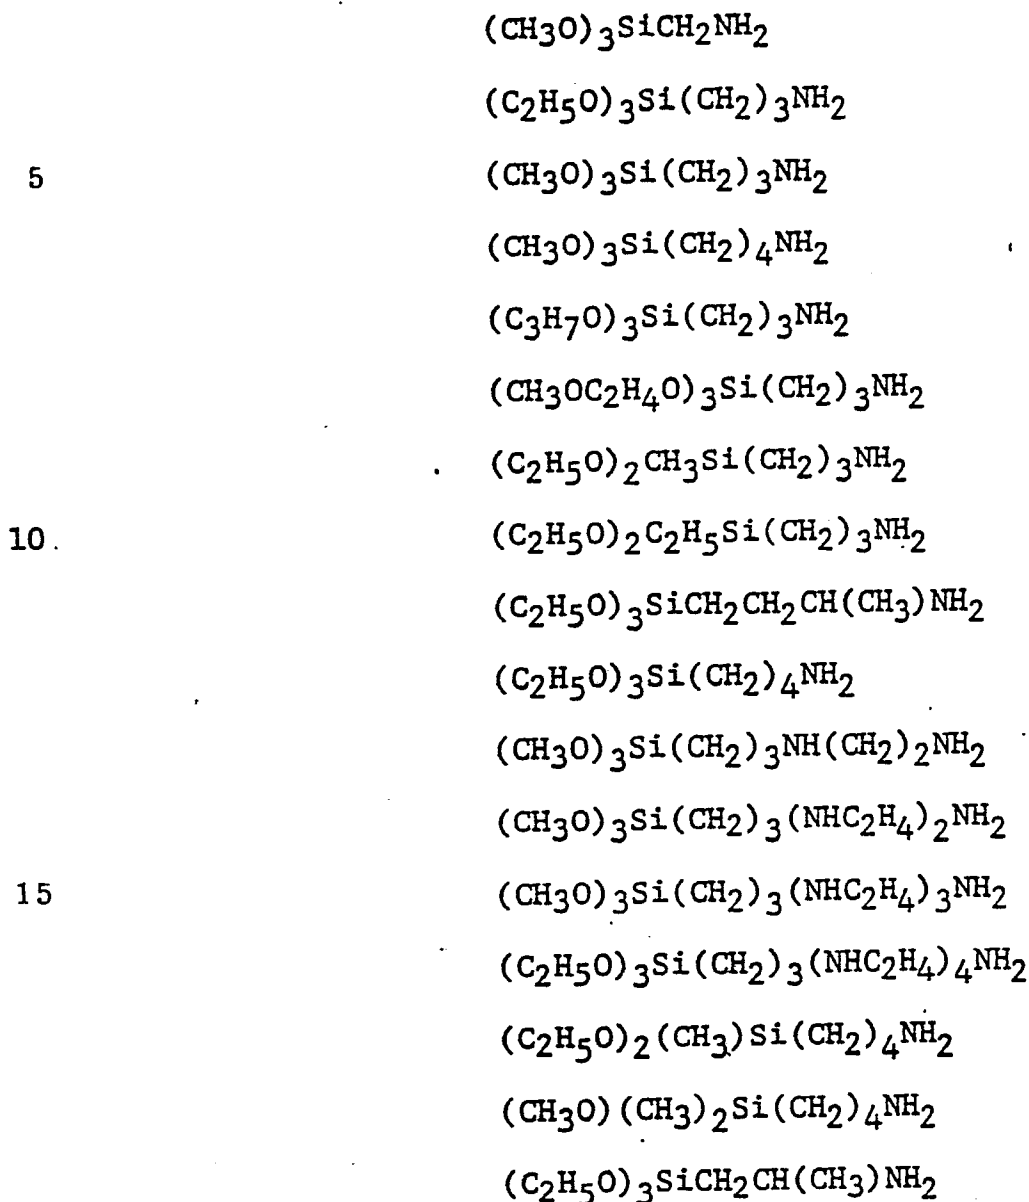 (CH3O)3SiCH2NH2
(C2H5O)3Si(CH2)3NH2
5 (CH3O)3Si(CH2)3NH2
(CH3O)3Si(CH2)4NH2
(C3H7O)3Si(CH2)3NH2
(CH3OC2H4O)3Si(CH2)3NH2
(C2H5O)2CH3Si(CH2)3NH2
10 (C2H5O)2C2H5Si(CH2)3NH2
(C2H5O)3SiCH2CH2CH(CH3)NH2
(C2H5O)3Si(CH2)4NH2
(CH3O)3Si(CH2)3NH(CH2)2NH2
(CH3O)3Si(CH2)3(NHC2H4)2NH2
15 (CH3O)3Si(CH2)3(NHC2H4)3NH2
(C2H5O)3Si(CH2)3(NHC2H4)4NH2
(C2H5O)2(CH3)Si(CH2)4NH2
(CH3O)(CH3)2Si(CH2)4NH2
(C2H5O)3SiCH2CH(CH3)NH2